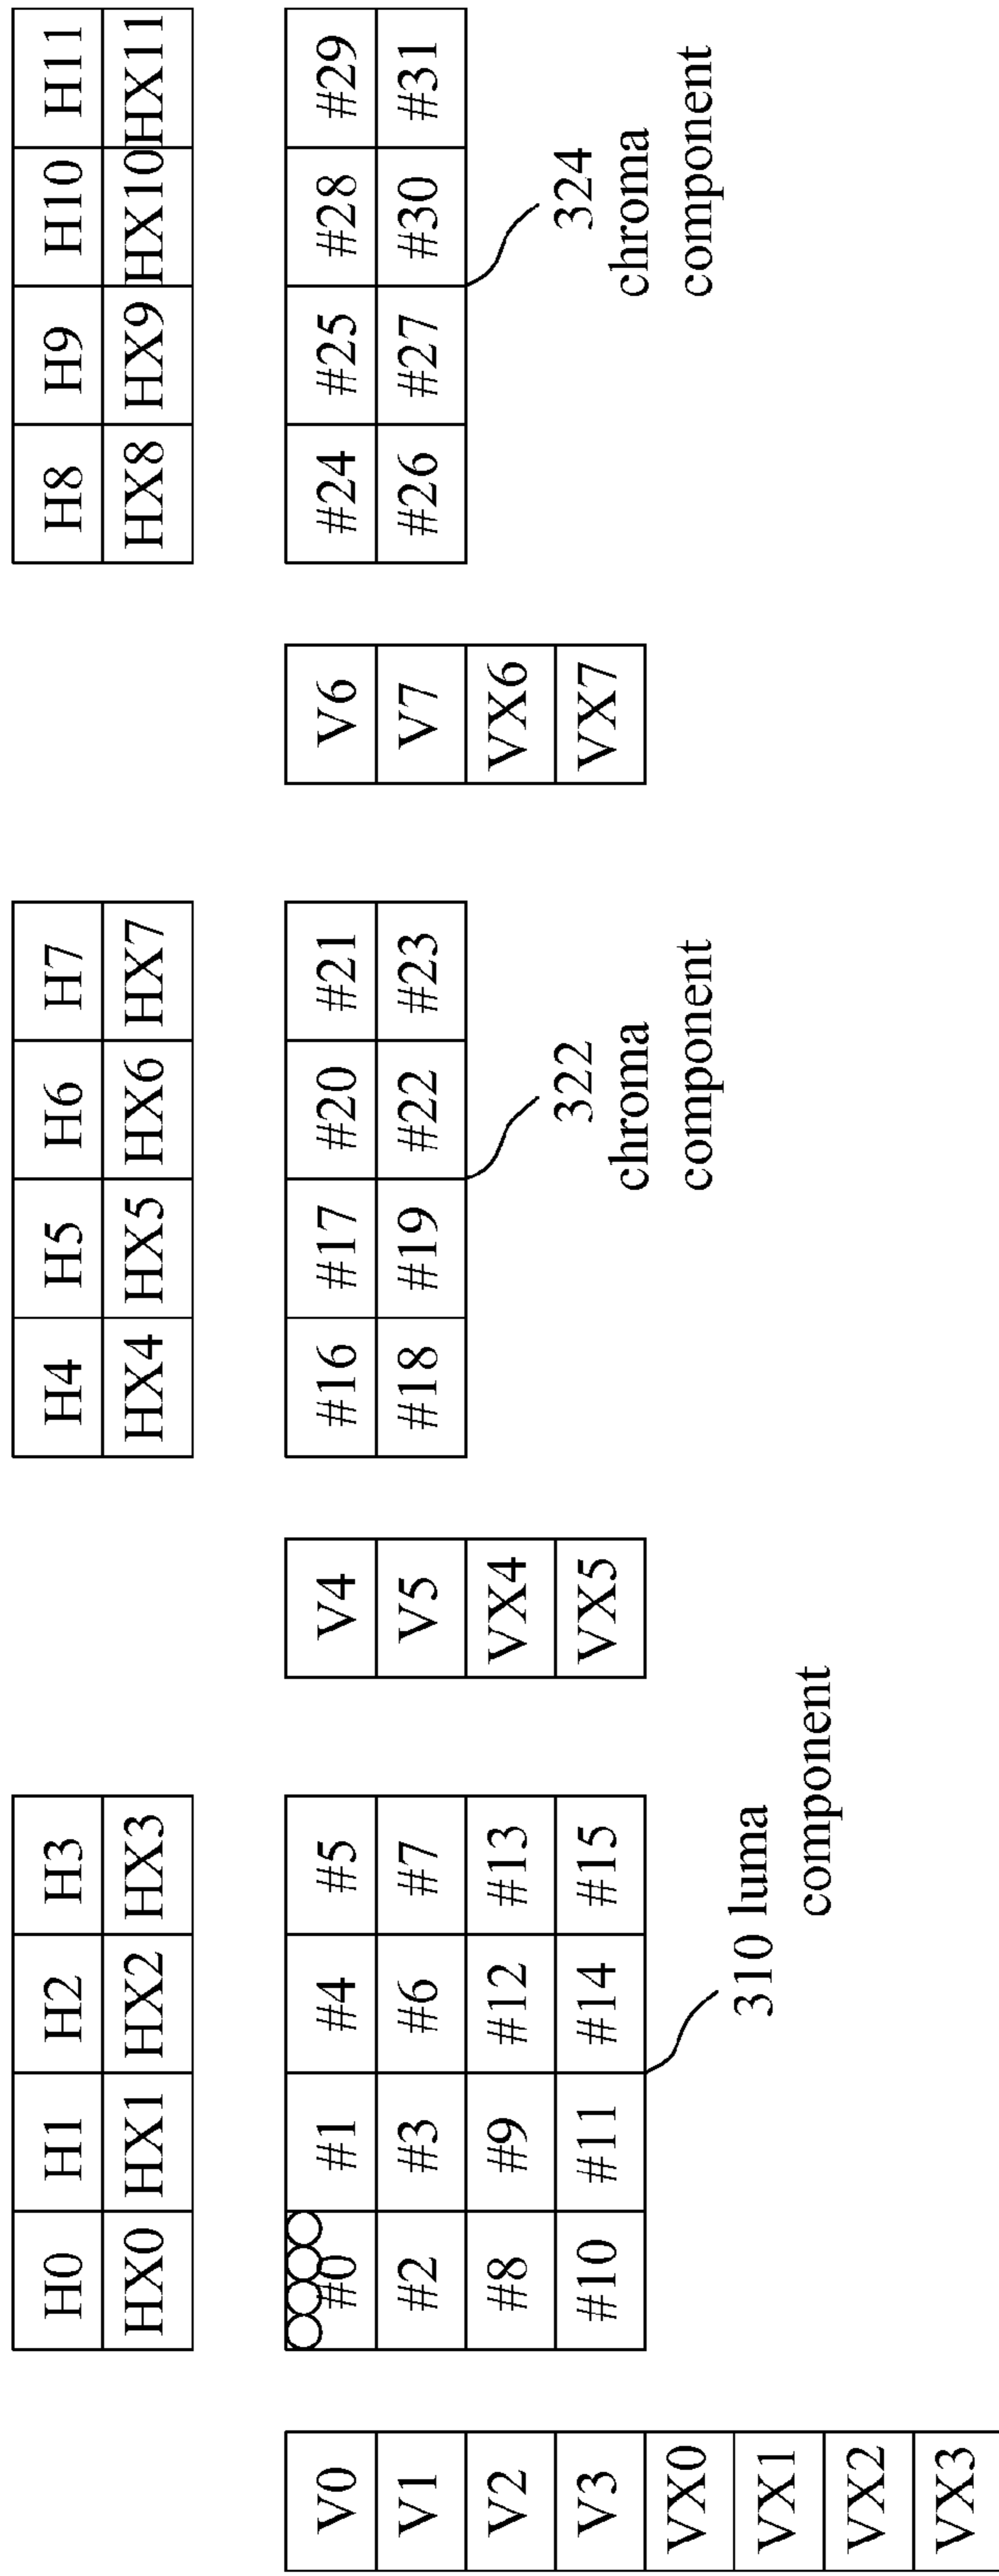 H0 H1 H2 H3
HX0 HX1 HX2 HX3
H4 H5 H6 H7
HX4 HX5 HX6 HX7
H8 H9 H10 H11
HX8 HX9 HX10 HX11
V0
V1
V2
V3
VX0
VX1
VX2
VX3
#0 #1 #4 #5
#2 #3 #6 #7
#8 #9 #12 #13
#10 #11 #14 #15
310 luma
component
V4
V5
VX4
VX5
#16 #17 #20 #21
#18 #19 #22 #23
322
chroma
component
V6
V7
VX6
VX7
#24 #25 #28 #29
#26 #27 #30 #31
324
chroma
component